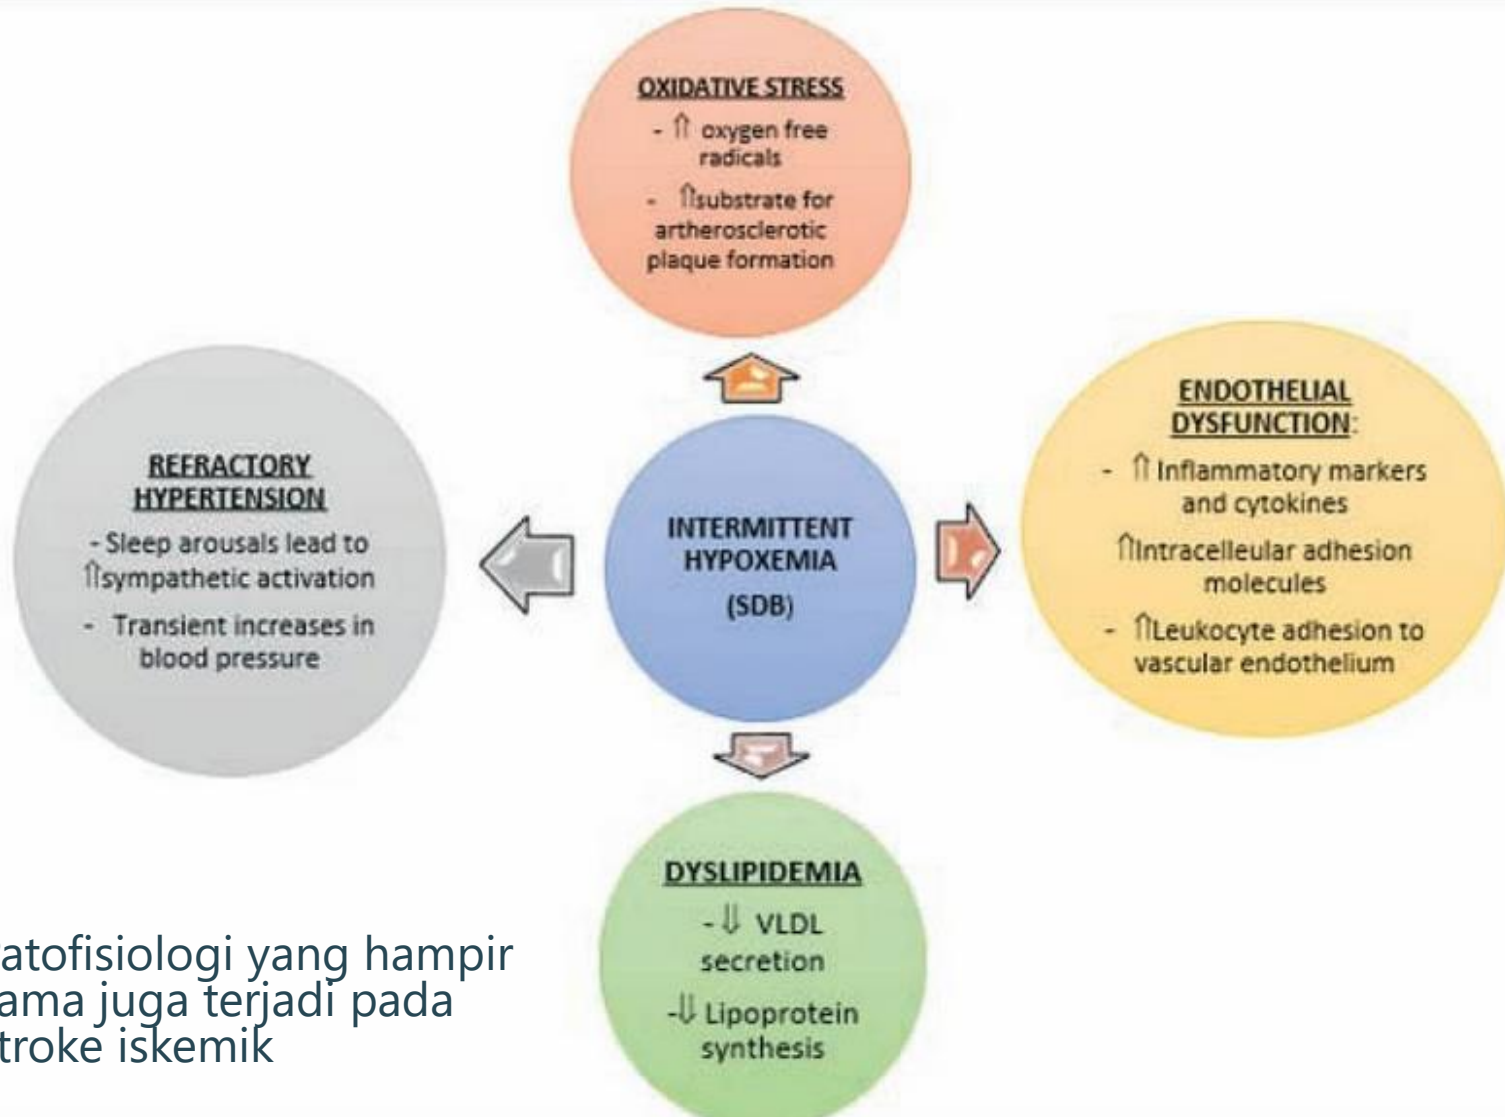 OXIDATIVE STRESS
- ⇑ oxygen free
radicals
- ⇑substrate for
artherosclerotic
plaque formation
REFRACTORY
HYPERTENSION
- Sleep arousals lead to
⇑sympathetic activation
- Transient increases in
blood pressure
INTERMITTENT
HYPOXEMIA
(SDB)
ENDOTHELIAL
DYSFUNCTION:
- ⇑ Inflammatory markers
and cytokines
⇑Intracelleular adhesion
molecules
- ⇑Leukocyte adhesion to
vascular endothelium
DYSLIPIDEMIA
- ⇓ VLDL
secretion
-⇓ Lipoprotein
synthesis
atofisiologi yang hampir
ama juga terjadi pada
troke iskemik